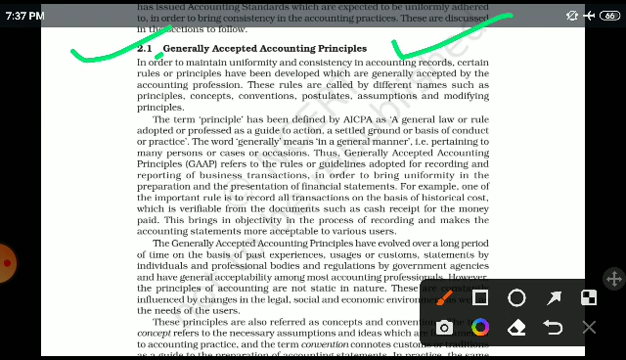 7:37 PM
66
has issued Accounting Standards which are expected to be uniformly adhered
to, in order to bring consistency in the accounting practices. These are discussed
in the sections to follow.
2.1 Generally Accepted Accounting Principles
In order to maintain uniformity and consistency in accounting records, certain
rules or principles have been developed which are generally accepted by the
accounting profession. These rules are called by different names such as
principles, concepts, conventions, postulates, assumptions and modifying
principles.
The term ‘principle’ has been defined by AICPA as ‘A general law or rule
adopted or professed as a guide to action, a settled ground or basis of conduct
or practice’. The word ‘generally’ means ‘in a general manner’, i.e. pertaining
to many persons or cases or occasions. Thus, Generally Accepted Accounting
Principles (GAAP) refers to the rules or guidelines adopted for recording and
reporting of business transactions, in order to bring uniformity in the
preparation and the presentation of financial statements. For example, one of
the important rule is to record all transactions on the basis of historical cost,
which is verifiable from the documents such as cash receipt for the money
paid. This brings in objectivity in the process of recording and makes the
accounting statements more acceptable to various users.
The Generally Accepted Accounting Principles have evolved over a long period
of time on the basis of past experiences, usages or customs, statements by
individuals and professional bodies and regulations by government agencies
and have general acceptability among most accounting professionals. However,
the principles of accounting are not static in nature. These are constantly
influenced by changes in the legal, social and economic environment as
the needs of the users.
These principles are also referred as concepts and
concept refers to the necessary assumptions and ideas which are
to accounting practice, and the term convention connotes customs or traditions
as a guide to the preparation of accounting statements. In practice, the same